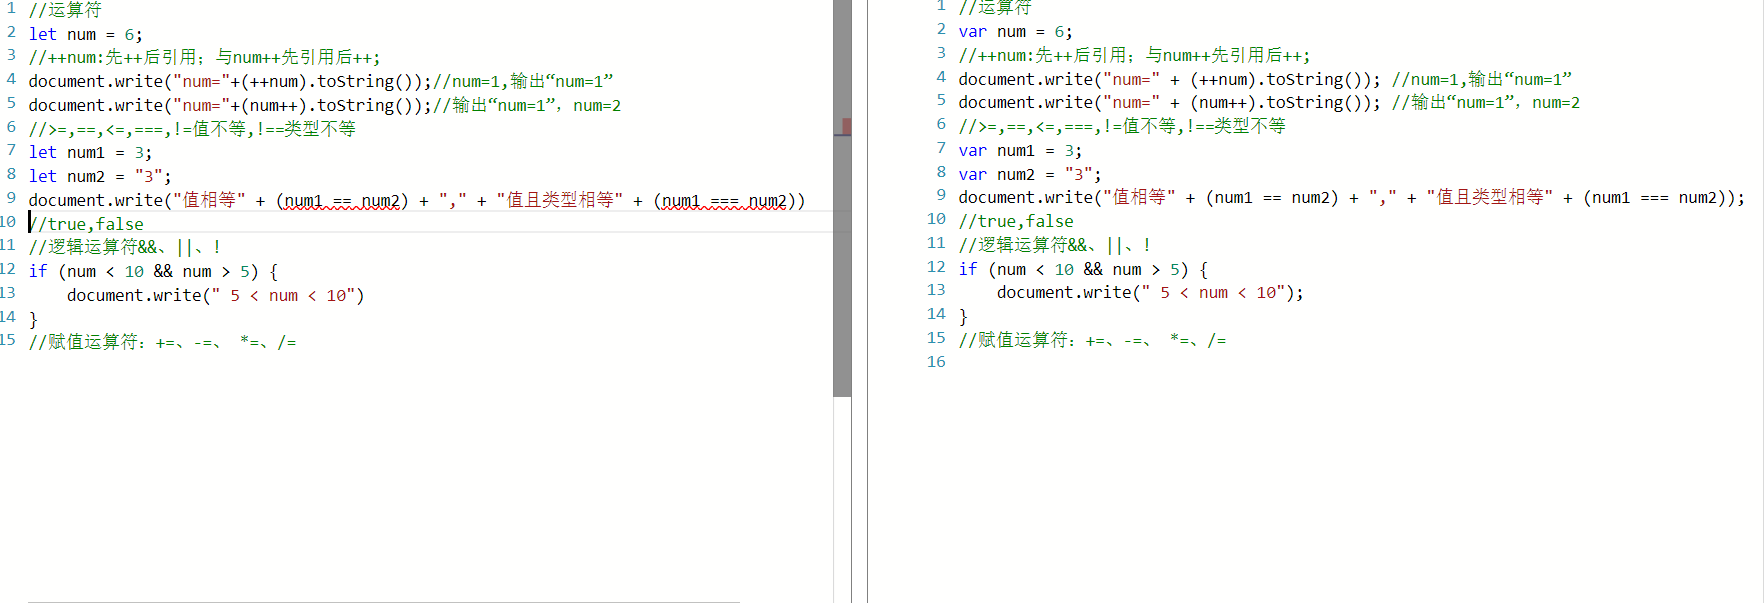 1 //运算符
2 let num = 6;
3 //++num:先++后引用；与num++先引用后++;
4 document.write("num="+(++num).toString());//num=1,输出“num=1”
5 document.write("num="+(num++).toString());//输出“num=1”，num=2
6 //>=,==,<=,===,!=值不等,!==类型不等
7 let num1 = 3;
8 let num2 = "3";
9 document.write("值相等" + (num1 == num2) + "," + "值且类型相等" + (num1 === num2))
10 //true,false
11 //逻辑运算符&&、||、!
12 if (num < 10 && num > 5) {
13     document.write(" 5 < num < 10")
14 }
15 //赋值运算符：+=、-=、 *=、/=
1 //运算符
2 var num = 6;
3 //++num:先++后引用；与num++先引用后++;
4 document.write("num=" + (++num).toString()); //num=1,输出“num=1”
5 document.write("num=" + (num++).toString()); //输出“num=1”，num=2
6 //>=,==,<=,===,!=值不等,!==类型不等
7 var num1 = 3;
8 var num2 = "3";
9 document.write("值相等" + (num1 == num2) + "," + "值且类型相等" + (num1 === num2));
10 //true,false
11 //逻辑运算符&&、||、!
12 if (num < 10 && num > 5) {
13     document.write(" 5 < num < 10");
14 }
15 //赋值运算符：+=、-=、 *=、/=
16